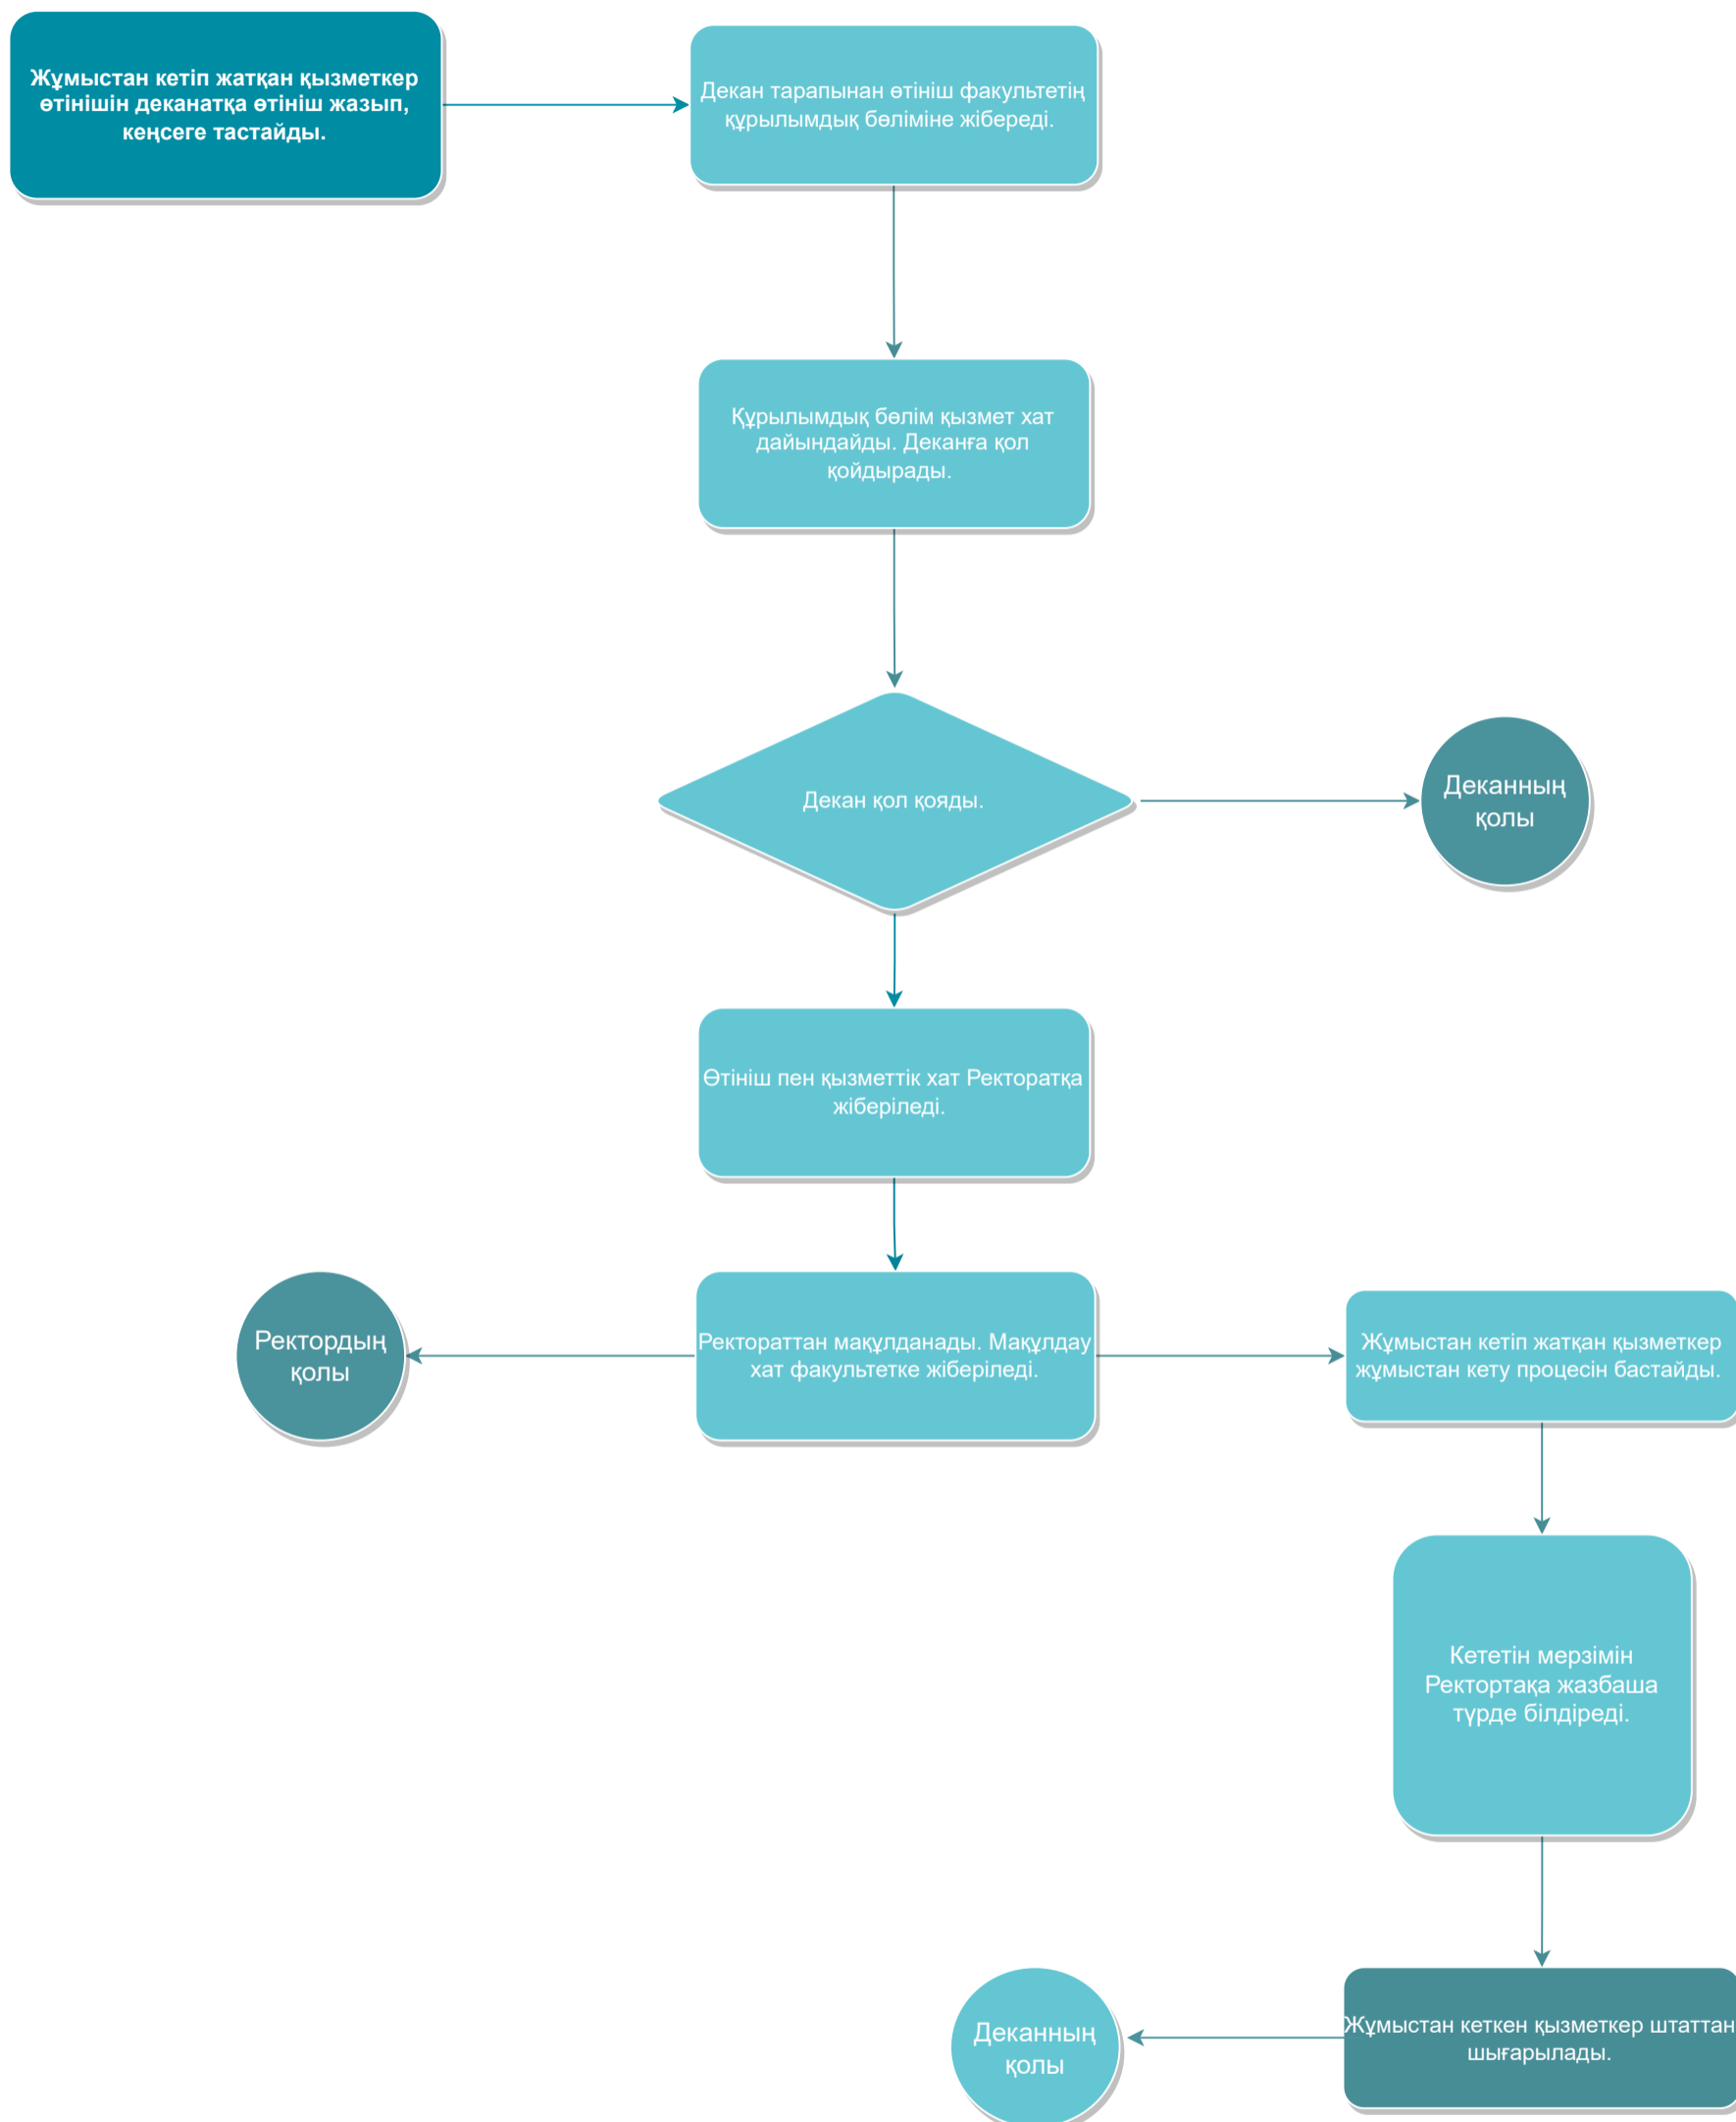 Жұмыстан кетіп жатқан қызметкер
өтінішін деканатқа өтініш жазып,
кеңсеге тастайды.
Декан тарапынан өтініш факультетің
құрылымдық бөліміне жібереді.
Құрылымдық бөлім қызмет хат
дайындайды. Деканға қол
қойдырады.
Декан қол қояды.
Деканның
қолы
Өтініш пен қызметтік хат Ректоратқа
жіберіледі.
Ректордың
қолы
Ректораттан мақұлданады. Мақұлдау
хат факультетке жіберіледі.
Жұмыстан кетіп жатқан қызметкер
жұмыстан кету процесін бастайды.
Кететін мерзімін
Ректортақа жазбаша
түрде білдіреді.
Жұмыстан кеткен қызметкер штаттан
шығарылады.
Деканның
қолы